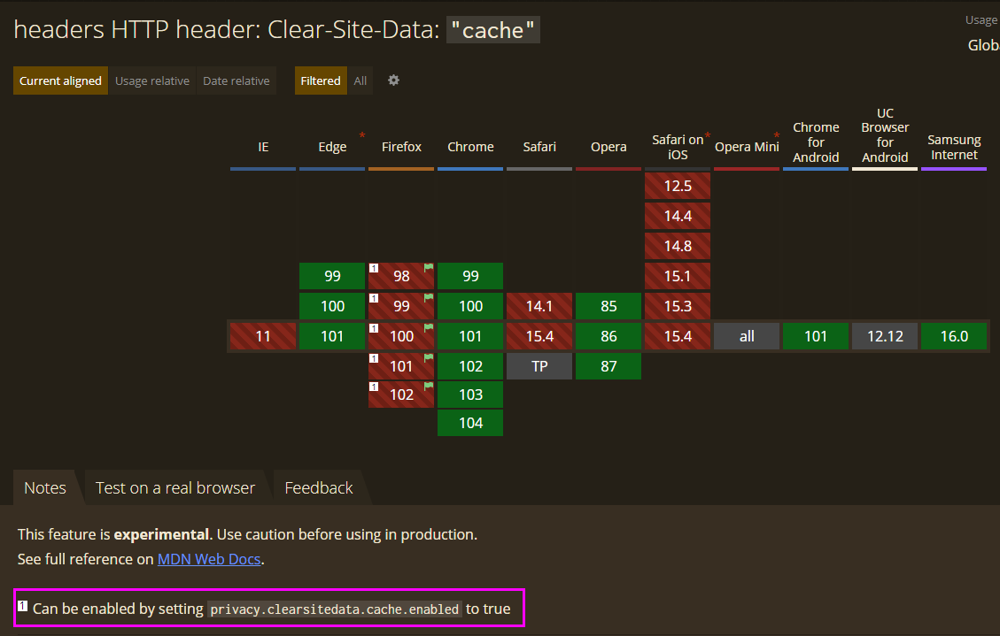 headers HTTP header: Clear-Site-Data: "cache"
Usage
Current aligned Usage relative Date relative Filtered All
IE Edge * Firefox Chrome Safari Opera Safari on iOS * Opera Mini * Chrome for Android UC Browser for Android Samsung Internet
12.5
14.4
14.8
99 1 98 99 15.1
100 1 99 100 14.1 85 15.3
11 101 1 100 101 15.4 86 15.4 all 101 12.12 16.0
1 101 102 TP 87
1 102 103
104
Notes Test on a real browser Feedback
This feature is experimental. Use caution before using in production.
See full reference on MDN Web Docs.
1 Can be enabled by setting privacy.clearsitedata.cache.enabled to true